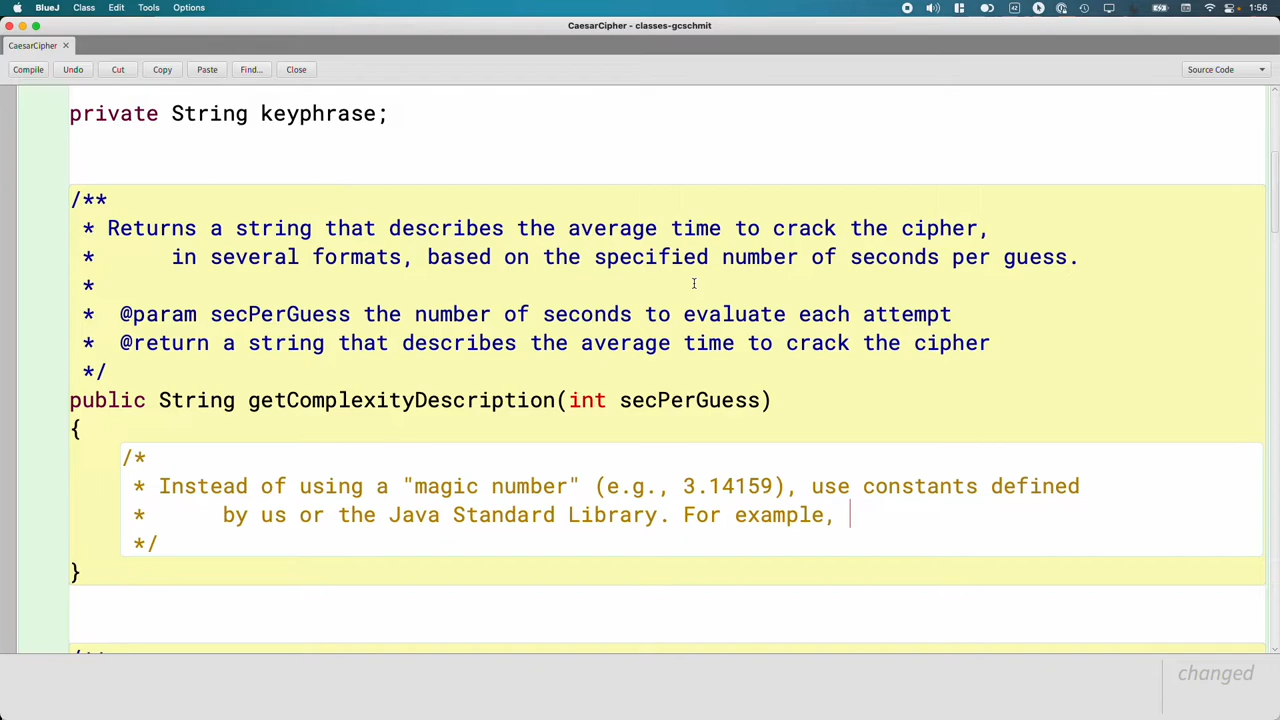 BlueJ Class Edit Tools Options 42 1:56
CaesarCipher - classes-gcschmit
CaesarCipher ×
Compile Undo Cut Copy Paste Find... Close Source Code
private String keyphrase;
/**
* Returns a string that describes the average time to crack the cipher,
* in several formats, based on the specified number of seconds per guess.
*
* @param secPerGuess the number of seconds to evaluate each attempt
* @return a string that describes the average time to crack the cipher
*/
public String getComplexityDescription(int secPerGuess)
{
/*
* Instead of using a "magic number" (e.g., 3.14159), use constants defined
* by us or the Java Standard Library. For example,
*/
}
/**
changed